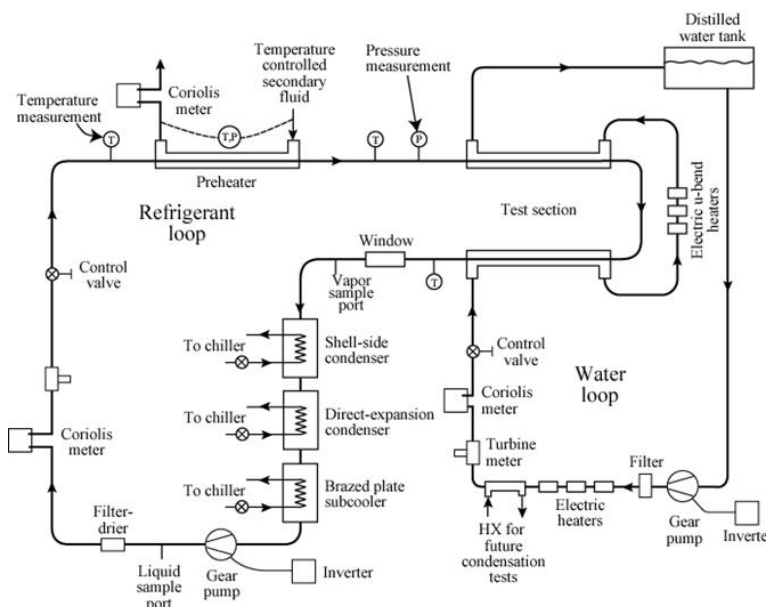 Distilled
water tank
Temperature
controlled
secondary
fluid
Pressure
measurement
Coriolis
meter
Temperature
measurement
T
T,P
T
P
Preheater
Refrigerant
loop
Test section
Electric u-bend
heaters
Window
Control
valve
Vapor
sample
port
T
To chiller
Shell-side
condenser
Control
valve
Water
loop
Coriolis
meter
To chiller
Direct-expansion
condenser
Coriolis
meter
Turbine
meter
Filter
To chiller
Brazed plate
subcooler
Electric
heaters
Gear
pump
Inverte
Filter-
drier
HX for
future
condensation
tests
Liquid
sample
port
Gear
pump
Inverter